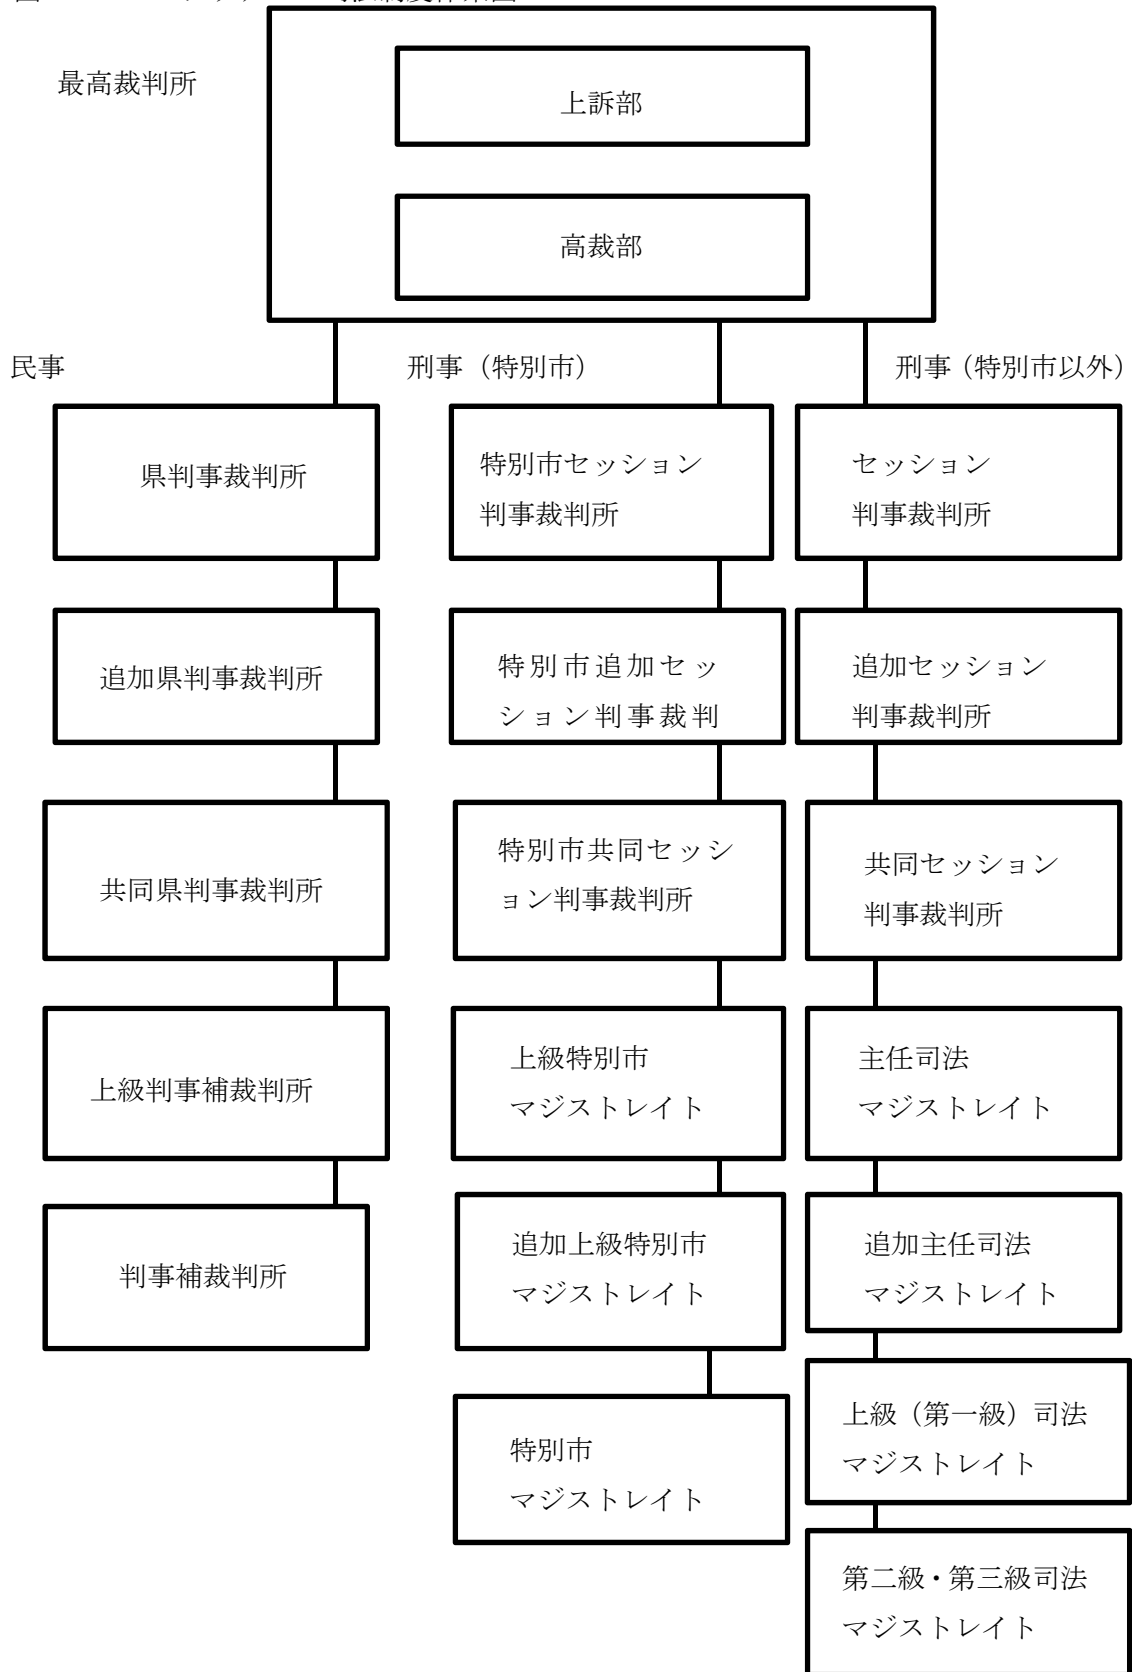 最高裁判所
上訴部
高裁部
民事
刑事（特別市）
刑事（特別市以外）
県判事裁判所
特別市セッション
判事裁判所
セッション
判事裁判所
追加県判事裁判所
特別市追加セッ
ション判事裁判
追加セッション
判事裁判所
共同県判事裁判所
特別市共同セッシ
ョン判事裁判所
共同セッション
判事裁判所
上級判事補裁判所
上級特別市
マジストレイト
主任司法
マジストレイト
判事補裁判所
追加上級特別市
マジストレイト
追加主任司法
マジストレイト
特別市
マジストレイト
上級（第一級）司法
マジストレイト
第二級・第三級司法
マジストレイト